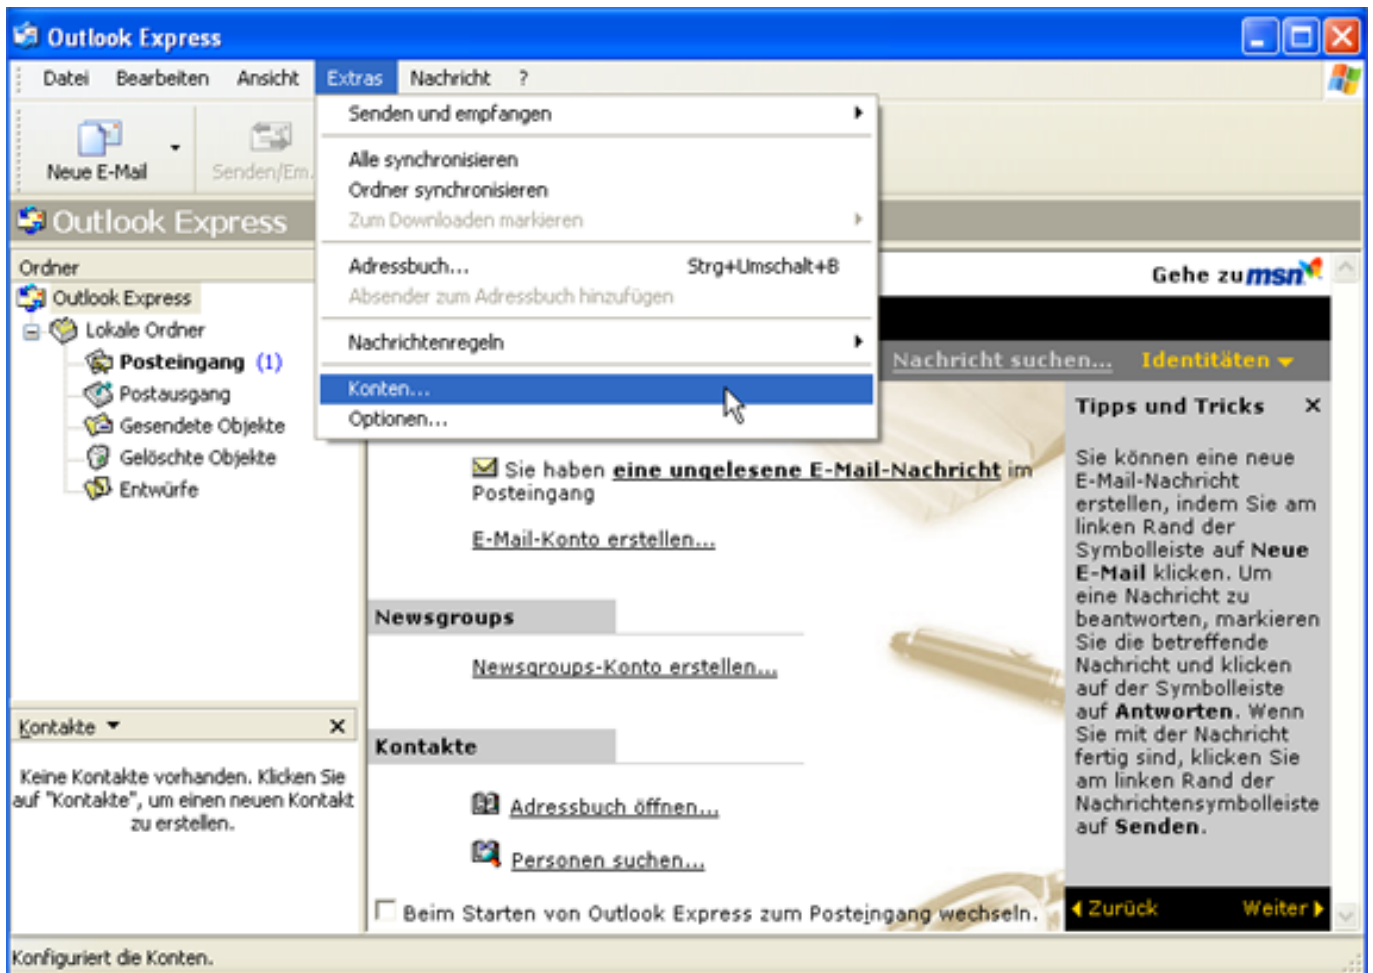 Outlook Express
Datei Bearbeiten Ansicht Extras Nachricht ?
Neue E-Mail Senden/Em.
Senden und empfangen
Alle synchronisieren
Ordner synchronisieren
Zum Downloaden markieren
Adressbuch... Strg+Umschalt+B
Absender zum Adressbuch hinzufügen
Nachrichtenregeln
Konten...
Optionen...
Outlook Express
Ordner
Outlook Express
Lokale Ordner
Posteingang (1)
Postausgang
Gesendete Objekte
Gelöschte Objekte
Entwürfe
Kontakte
Keine Kontakte vorhanden. Klicken Sie
auf "Kontakte", um einen neuen Kontakt
zu erstellen.
Gehe zu msn
Nachricht suchen... Identitäten
Sie haben eine ungelesene E-Mail-Nachricht im
Posteingang
E-Mail-Konto erstellen...
Newsgroups
Newsgroups-Konto erstellen...
Kontakte
Adressbuch öffnen...
Personen suchen...
Beim Starten von Outlook Express zum Posteingang wechseln.
Tipps und Tricks
Sie können eine neue
E-Mail-Nachricht
erstellen, indem Sie am
linken Rand der
Symbolleiste auf Neue
E-Mail klicken. Um
eine Nachricht zu
beantworten, markieren
Sie die betreffende
Nachricht und klicken
auf der Symbolleiste
auf Antworten. Wenn
Sie mit der Nachricht
fertig sind, klicken Sie
am linken Rand der
Nachrichtensymbolleiste
auf Senden.
Zurück Weiter
Konfiguriert die Konten.